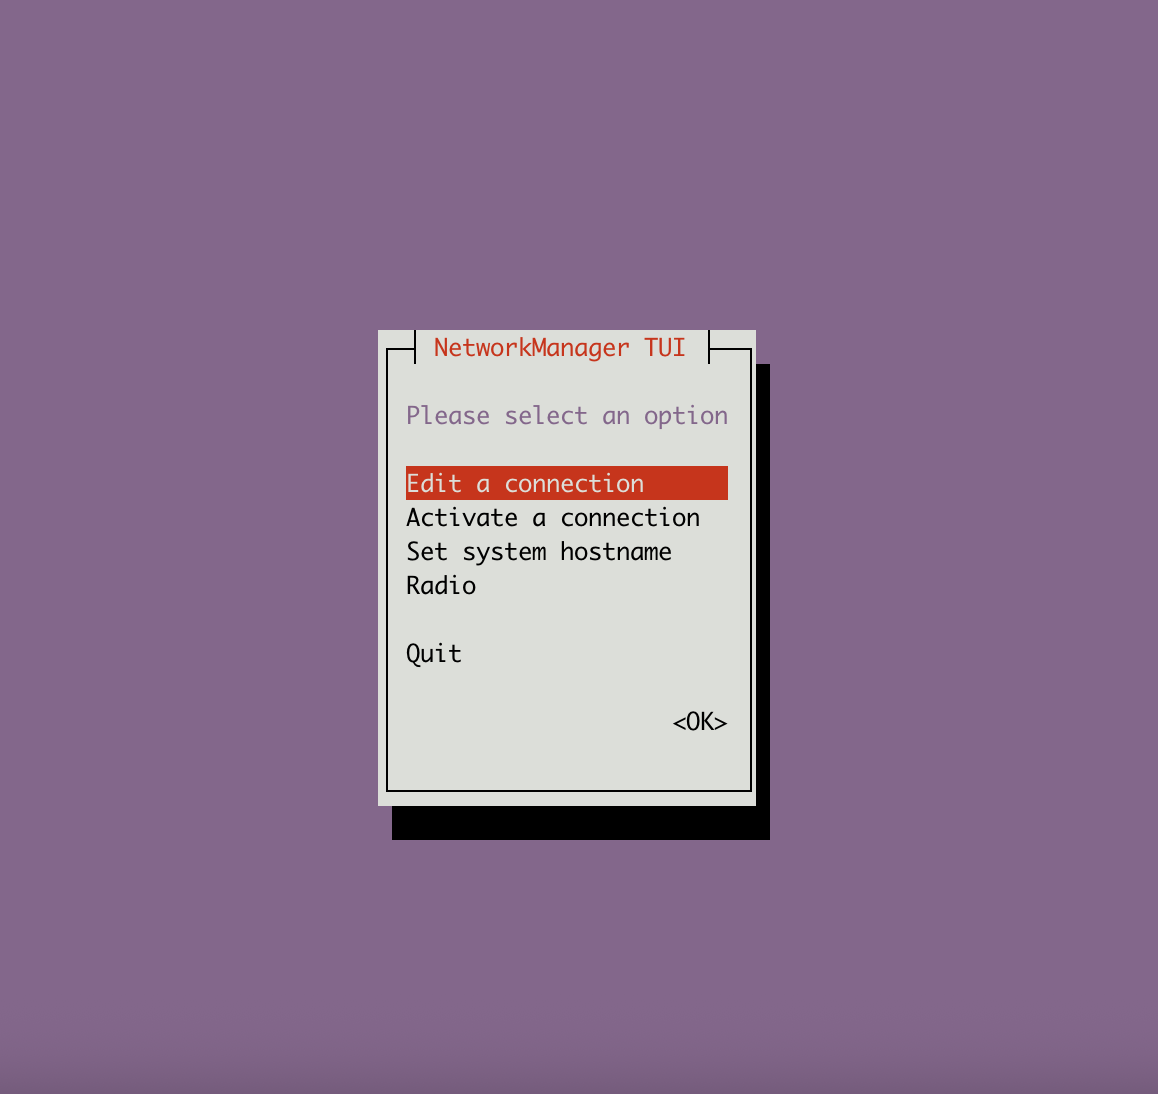 NetworkManager TUI
Please select an option
Edit a connection
Activate a connection
Set system hostname
Radio
Quit
<OK>